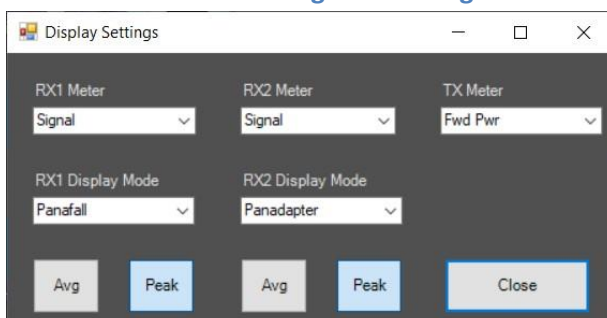 Display Settings
RX1 Meter RX2 Meter TX Meter
Signal Signal Fwd Pwr
RX1 Display Mode RX2 Display Mode
Panafall Panadapter
Avg Peak Avg Peak Close